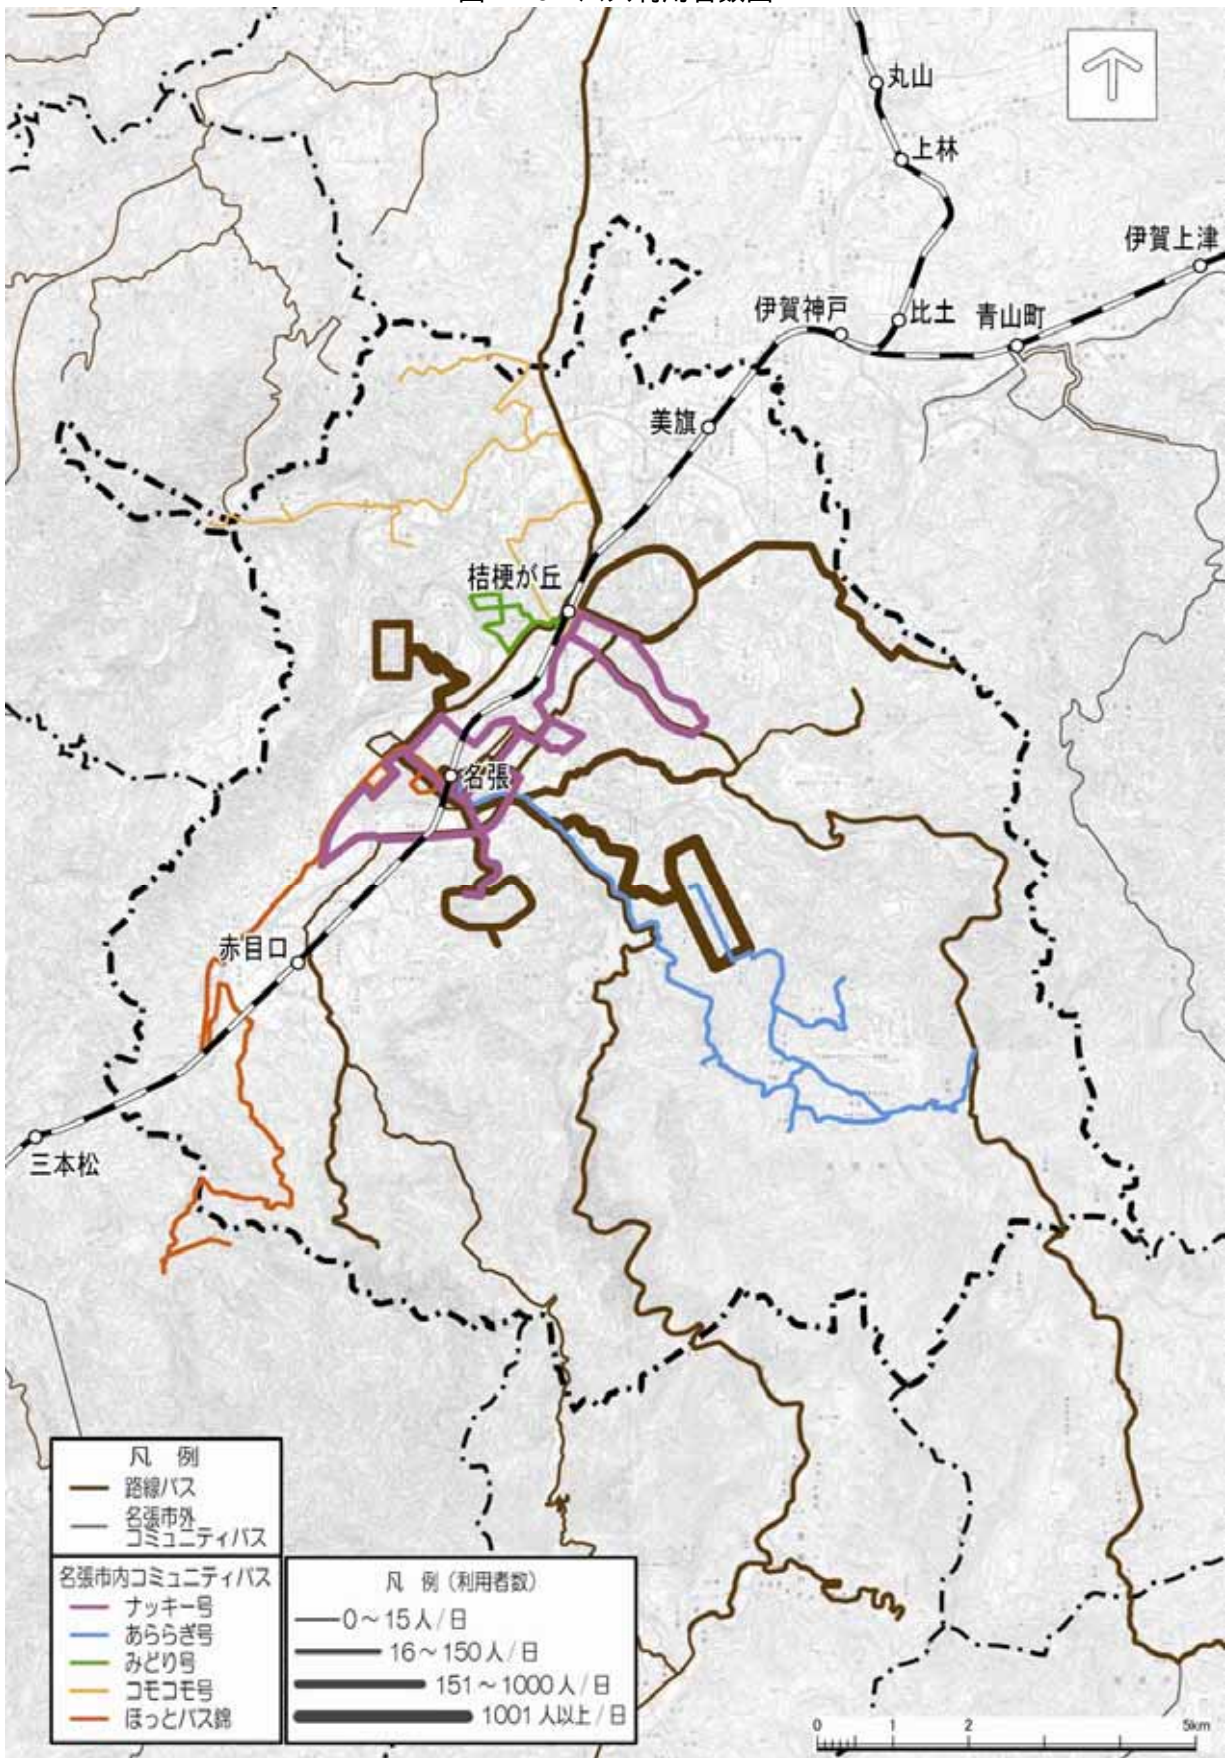 丸山
上林
伊賀上津
伊賀神戸
比土
青山町
美旗
桔梗が丘
名張
赤目口
三本松
凡 例
路線バス
名張市外
コミュニティバス
名張市内コミュニティバス
ナッキー号
あららぎ号
みどり号
コモコモ号
ほっとバス錦
凡 例（利用者数）
0～15人/日
16～150人/日
151～1000人/日
1001人以上/日
0 1 2 5km